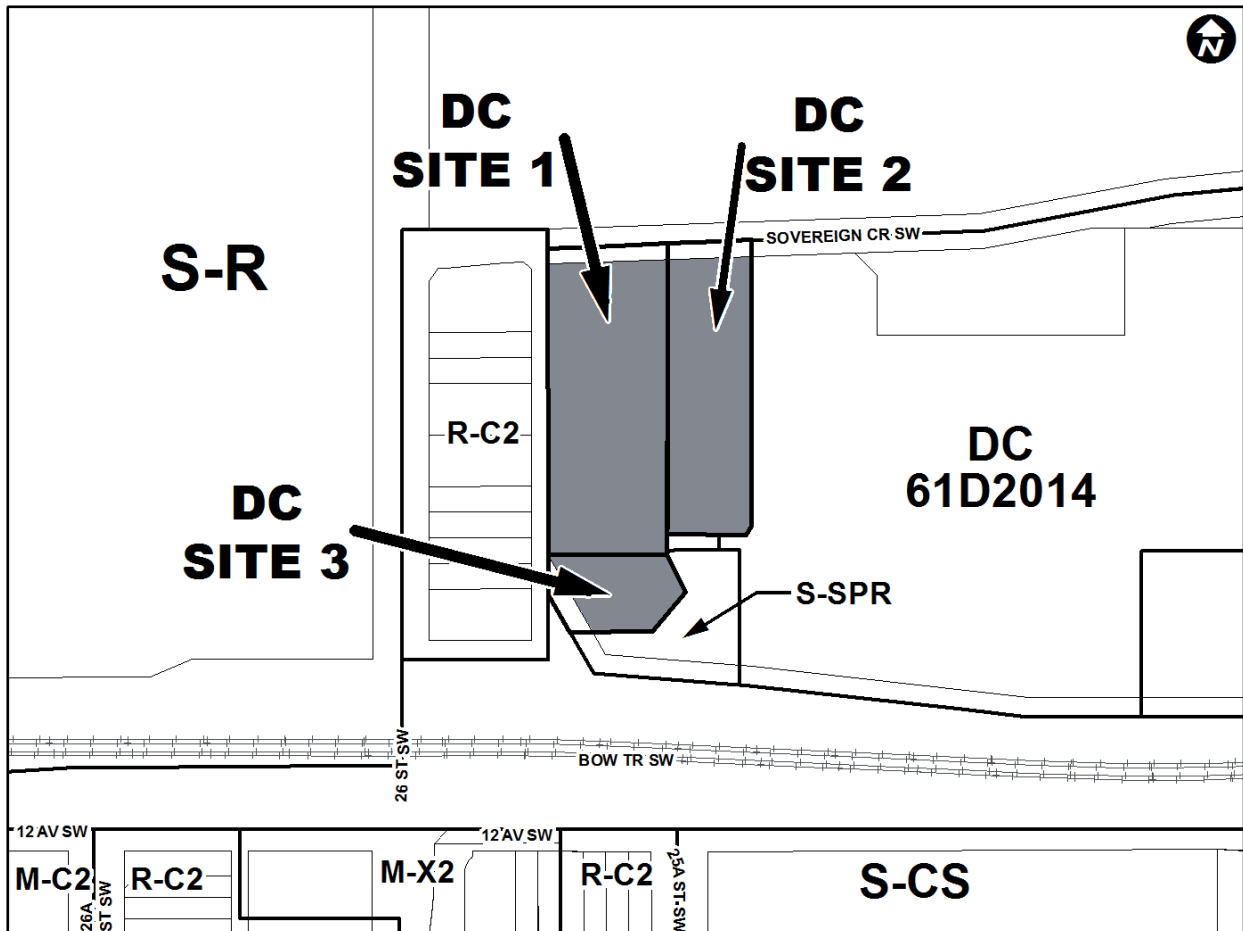 N
DC
SITE 1
DC
SITE 2
SOVEREIGN CR SW
S-R
R-C2
DC
61D2014
DC
SITE 3
S-SPR
26 ST SW
BOW TR SW
12 AV SW
12 AV SW
M-C2
26A
ST SW
R-C2
M-X2
R-C2
25A ST SW
S-CS